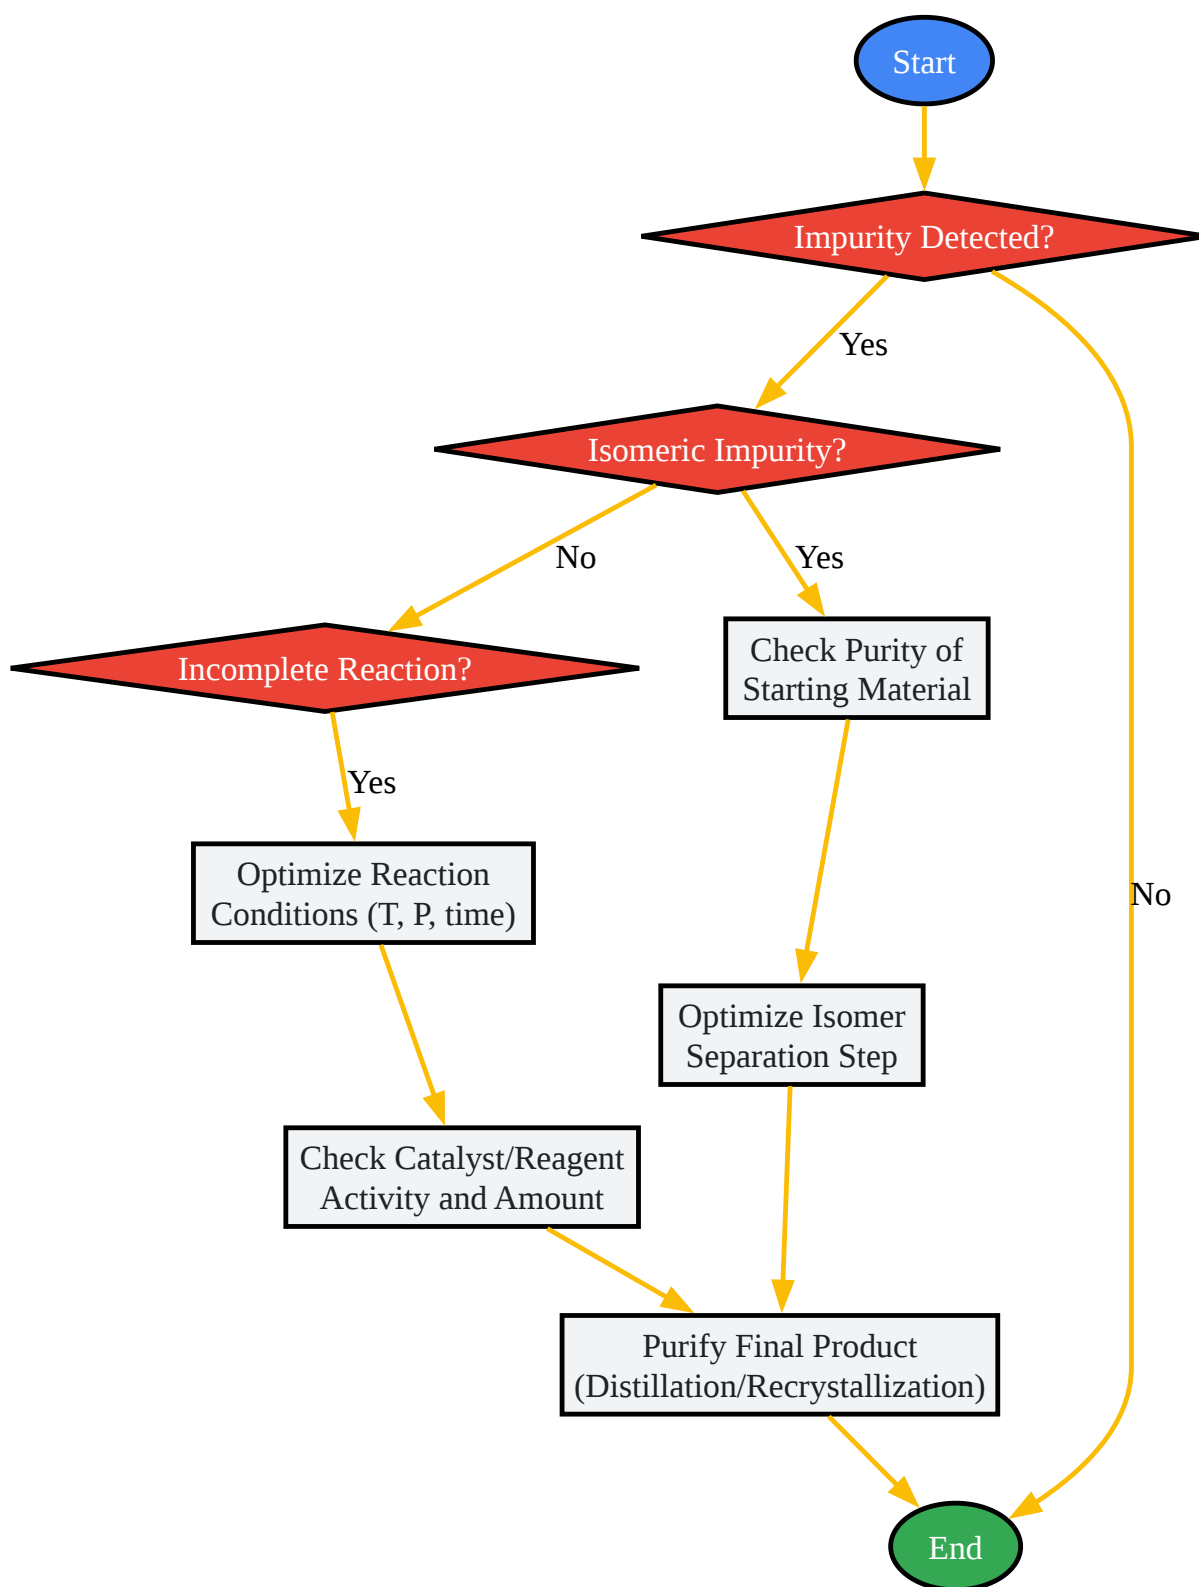 Start
Impurity Detected?
Yes
Isomeric Impurity?
No
Yes
Incomplete Reaction?
Check Purity of
Starting Material
Yes
Optimize Reaction
Conditions (T, P, time)
No
Optimize Isomer
Separation Step
Check Catalyst/Reagent
Activity and Amount
Purify Final Product
(Distillation/Recrystallization)
End